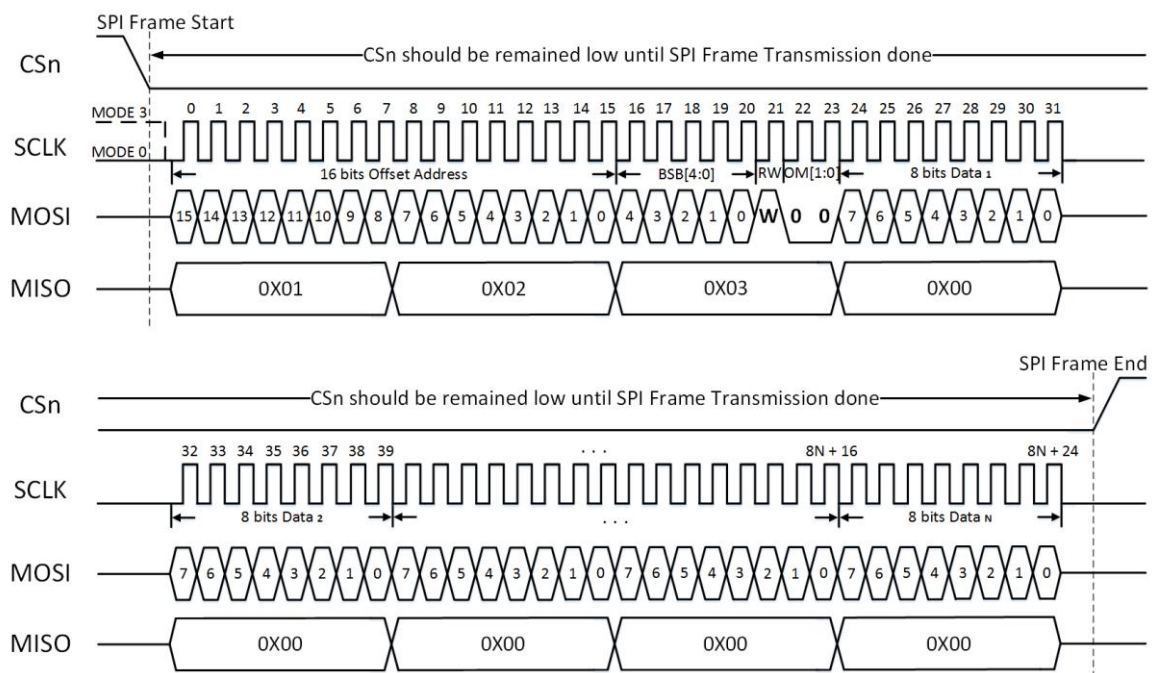 SPI Frame Start
CSn
CSn should be remained low until SPI Frame Transmission done
0 1 2 3 4 5 6 7 8 9 10 11 12 13 14 15 16 17 18 19 20 21 22 23 24 25 26 27 28 29 30 31
MODE 3
SCLK
MODE 0
16 bits Offset Address BSB[4:0] RW OM[1:0] 8 bits Data 1
MOSI 15 14 13 12 11 10 9 8 7 6 5 4 3 2 1 0 4 3 2 1 0 W 0 0 7 6 5 4 3 2 1 0
MISO 0X01 0X02 0X03 0X00
SPI Frame End
CSn
CSn should be remained low until SPI Frame Transmission done
32 33 34 35 36 37 38 39 . . . 8N + 16 8N + 24
SCLK
8 bits Data 2 . . . 8 bits Data N
MOSI 7 6 5 4 3 2 1 0 7 6 5 4 3 2 1 0 7 6 5 4 3 2 1 0 7 6 5 4 3 2 1 0
MISO 0X00 0X00 0X00 0X00